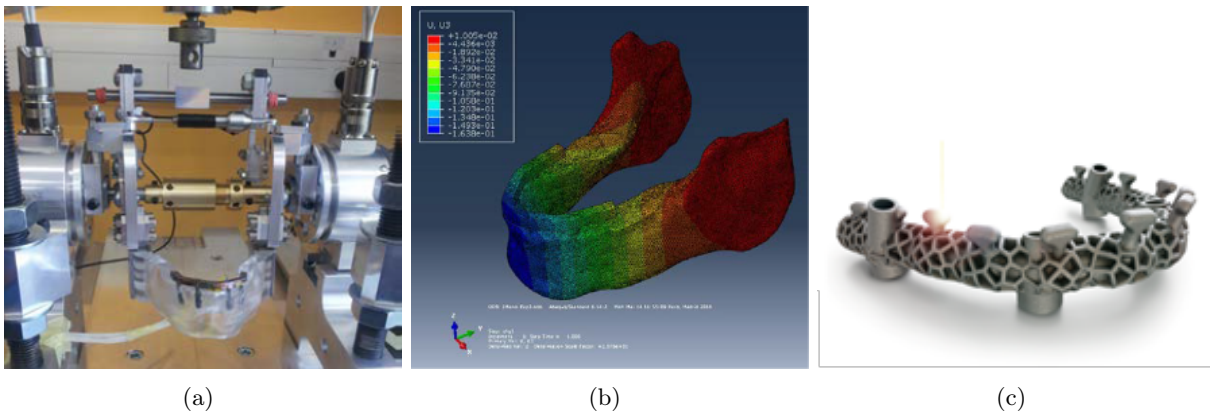 U, U3
+1.005e-02
-4.436e-03
-1.892e-02
-3.341e-02
-4.790e-02
-6.238e-02
-7.687e-02
-9.135e-02
-1.058e-01
-1.203e-01
-1.348e-01
-1.493e-01
-1.638e-01
Z
Y
X
(a)
(b)
(c)